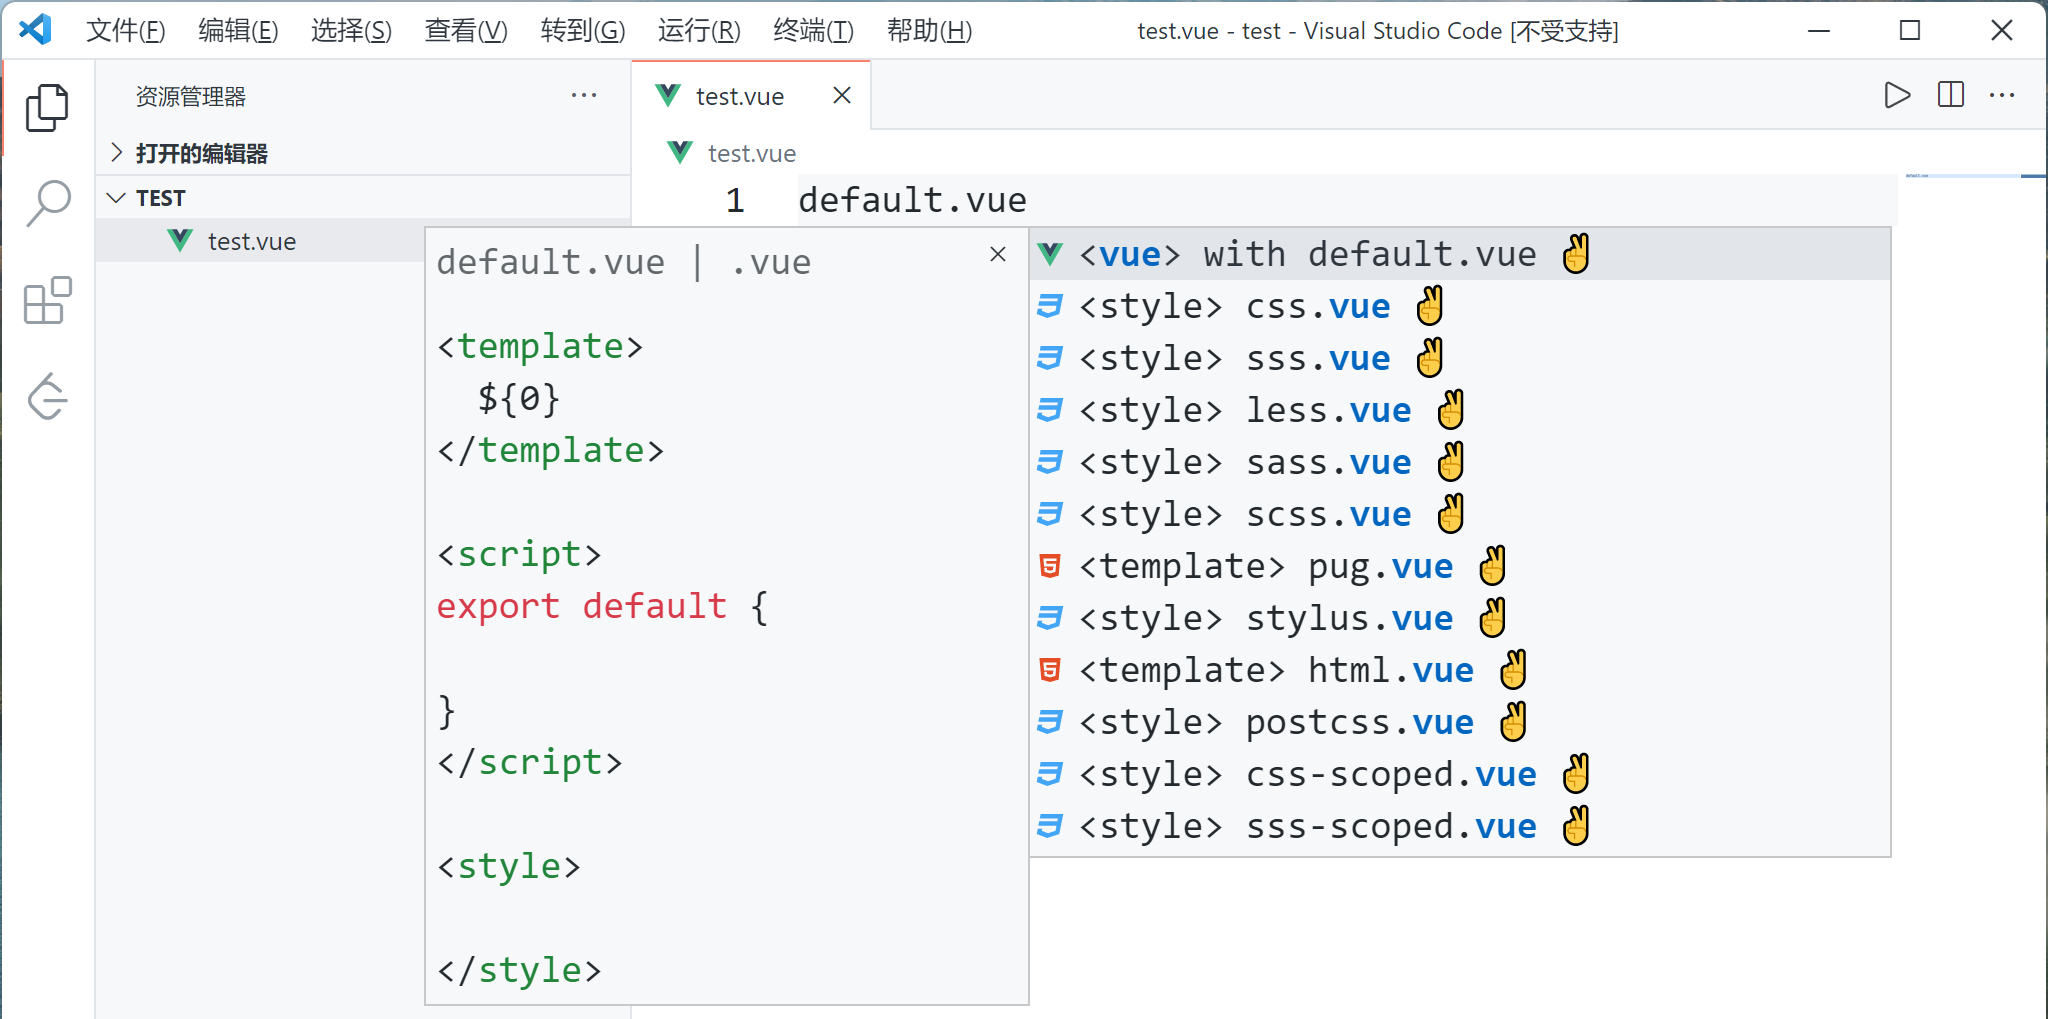 文件(F) 编辑(E) 选择(S) 查看(V) 转到(G) 运行(R) 终端(T) 帮助(H) test.vue - test - Visual Studio Code [不受支持]
资源管理器
打开的编辑器
TEST
test.vue
test.vue
test.vue
1 default.vue
default.vue | .vue
<template>
${0}
</template>
<script>
export default {
}
</script>
<style>
</style>
<vue> with default.vue ✌
<style> css.vue ✌
<style> sss.vue ✌
<style> less.vue ✌
<style> sass.vue ✌
<style> scss.vue ✌
<template> pug.vue ✌
<style> stylus.vue ✌
<template> html.vue ✌
<style> postcss.vue ✌
<style> css-scoped.vue ✌
<style> sss-scoped.vue ✌